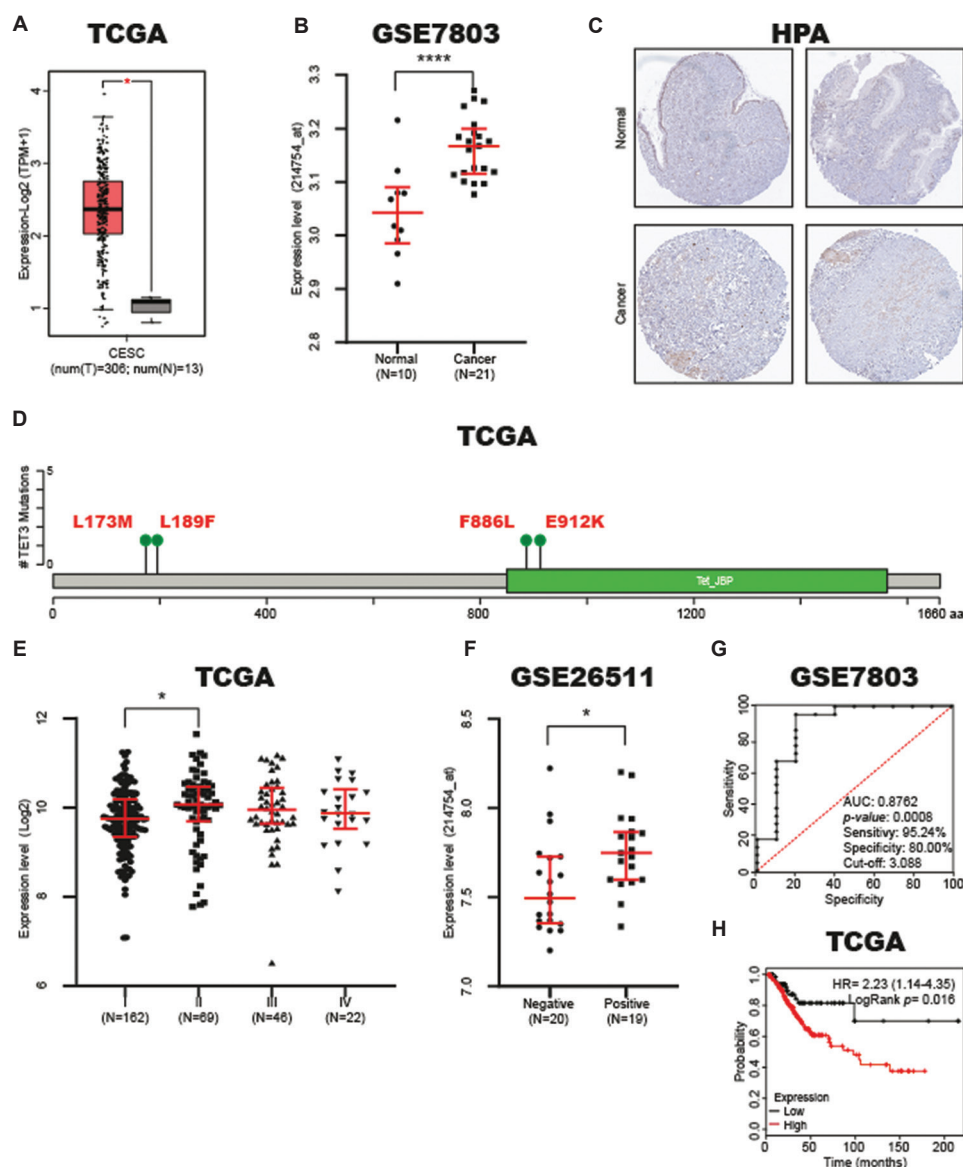 A
TCGA
*
Expression-Log2 (TPM+1)
4
3
2
1
CESC
(num(T)=306; num(N)=13)
B
GSE7803
****
Expression level (214754_at)
3.3
3.2
3.1
3.0
2.9
2.8
Normal Cancer
(N=10) (N=21)
C
HPA
Normal
Cancer
D
TCGA
#TET3 Mutations
5
0
L173M L189F F886L E912K
Tet_JBP
0 400 800 1200 1660 aa
E
TCGA
*
Expression level (Log2)
12
10
8
6
I II III IV
(N=162) (N=69) (N=46) (N=22)
F
GSE26511
*
Expression level (214754_at)
8.5
8.0
7.5
7.0
Negative Positive
(N=20) (N=19)
G
GSE7803
Sensitivity
100
80
60
40
20
0
AUC: 0.8762
p-value: 0.0008
Sensitivy: 95.24%
Specificity: 80.00%
Cut-off: 3.088
0 20 40 60 80 100
Specificity
H
TCGA
HR= 2.23 (1.14-4.35)
LogRank p= 0.016
Probability
1.0
0.8
0.6
0.4
0.2
0.0
Expression
Low
High
0 50 100 150 200
Time (months)